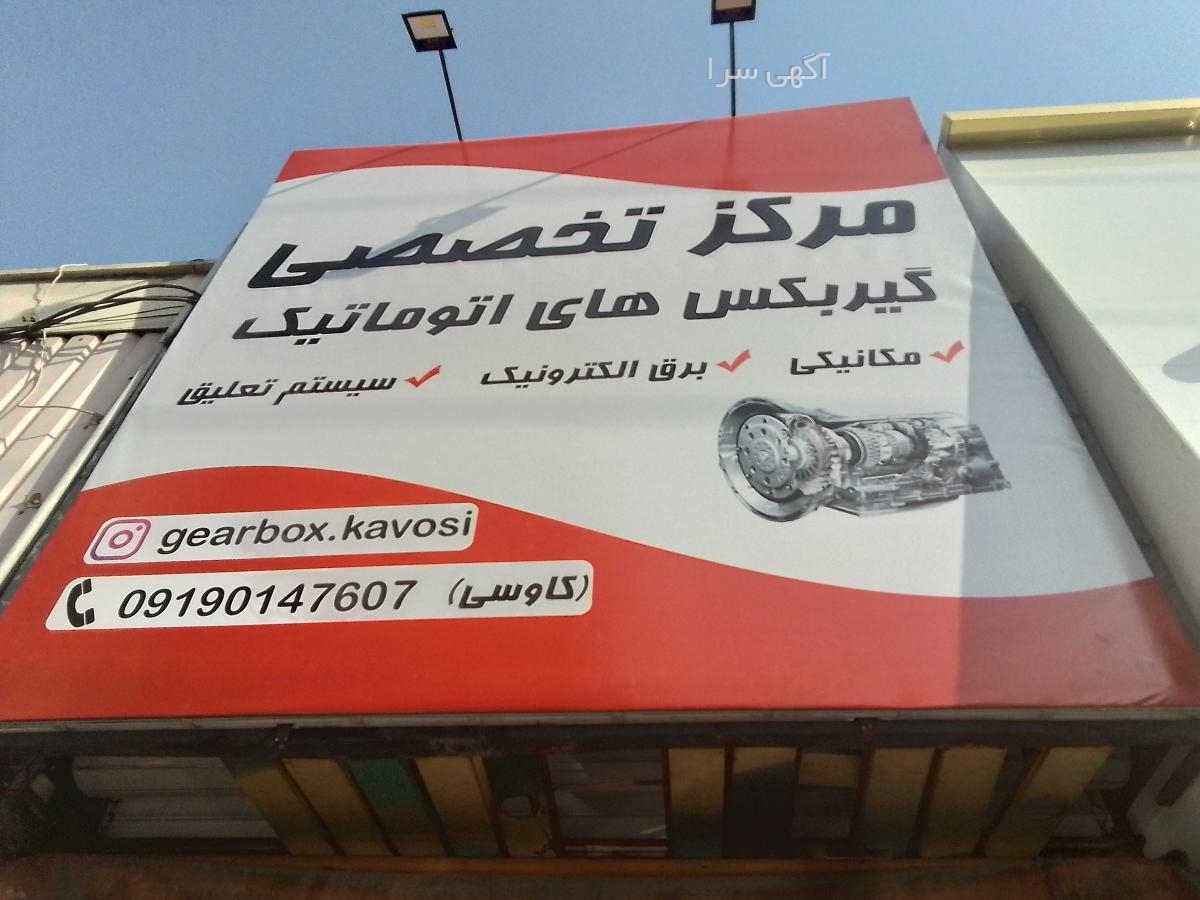 آگهی سرا
مرکز تخصصی
گیربکس های اتوماتیک
مکانیکی برق الکترونیک سیستم تعلیق
gearbox.kavosi
09190147607 (کاوسی)